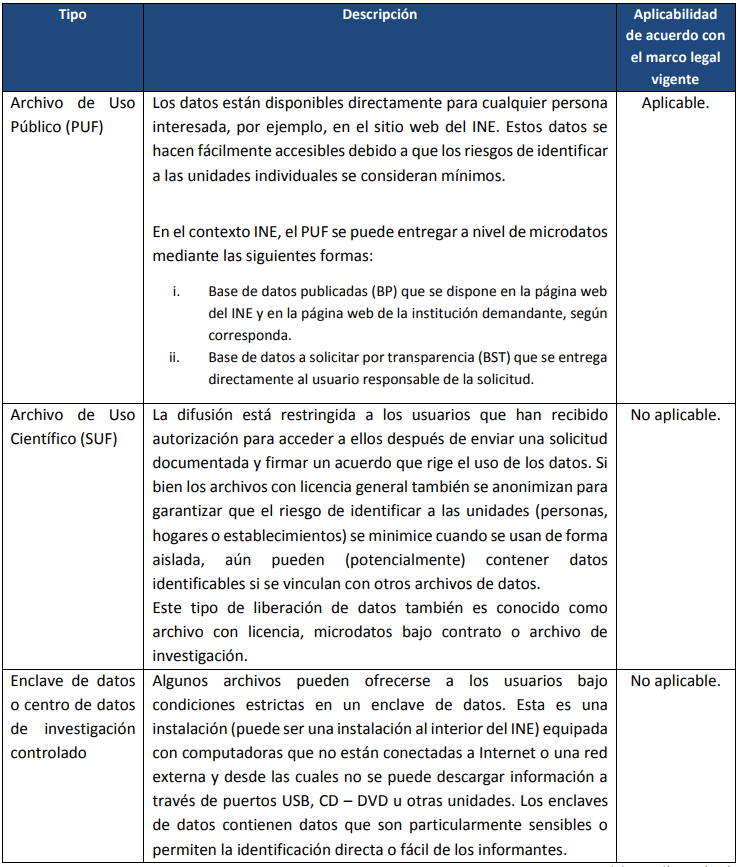 Tipo
Descripción
Aplicabilidad
de acuerdo con
el marco legal
vigente
Archivo de Uso
Público (PUF)
Los datos están disponibles directamente para cualquier persona
interesada, por ejemplo, en el sitio web del INE. Estos datos se
hacen fácilmente accesibles debido a que los riesgos de identificar
a las unidades individuales se consideran mínimos.
En el contexto INE, el PUF se puede entregar a nivel de microdatos
mediante las siguientes formas:
i. Base de datos publicadas (BP) que se dispone en la página web
del INE y en la página web de la institución demandante, según
corresponda.
ii. Base de datos a solicitar por transparencia (BST) que se entrega
directamente al usuario responsable de la solicitud.
Aplicable.
Archivo de Uso
Científico (SUF)
La difusión está restringida a los usuarios que han recibido
autorización para acceder a ellos después de enviar una solicitud
documentada y firmar un acuerdo que rige el uso de los datos. Si
bien los archivos con licencia general también se anonimizan para
garantizar que el riesgo de identificar a las unidades (personas,
hogares o establecimientos) se minimice cuando se usan de forma
aislada, aún pueden (potencialmente) contener datos
identificables si se vinculan con otros archivos de datos.
Este tipo de liberación de datos también es conocido como
archivo con licencia, microdatos bajo contrato o archivo de
investigación.
No aplicable.
Enclave de datos
o centro de datos
de investigación
controlado
Algunos archivos pueden ofrecerse a los usuarios bajo
condiciones estrictas en un enclave de datos. Esta es una
instalación (puede ser una instalación al interior del INE) equipada
con computadoras que no están conectadas a Internet o una red
externa y desde las cuales no se puede descargar información a
través de puertos USB, CD – DVD u otras unidades. Los enclaves
de datos contienen datos que son particularmente sensibles o
permiten la identificación directa o fácil de los informantes.
No aplicable.